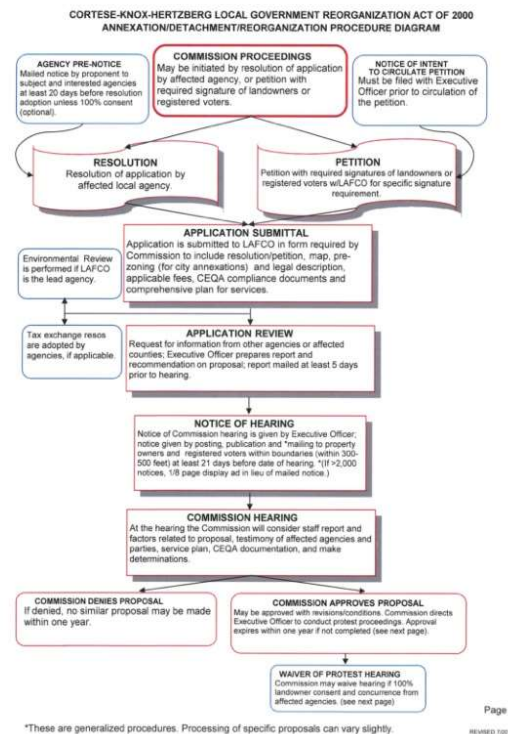 CORTESE-KNOX-HERTZBERG LOCAL GOVERNMENT REORGANIZATION ACT OF 2000
ANNEXATION/DETACHMENT/REORGANIZATION PROCEDURE DIAGRAM
AGENCY PRE-NOTICE
Mailed notice by proponent to
subject and interested agencies
at least 20 days before resolution
adoption unless 100% consent
(optional).
COMMISSION PROCEEDINGS
May be initiated by resolution of application
by affected agency, or petition with
required signature of landowners or
registered voters.
NOTICE OF INTENT
TO CIRCULATE PETITION
Must be filed with Executive
Officer prior to circulation of
the petition.
RESOLUTION
Resolution of application by
affected local agency.
PETITION
Petition with required signatures of landowners or
registered voters w/LAFCO for specific signature
requirement.
APPLICATION SUBMITTAL
Application is submitted to LAFCO in form required by
Commission to include resolution/petition, map, pre-
zoning (for city annexations) and legal description,
applicable fees, CEQA compliance documents and
comprehensive plan for services.
Environmental Review
is performed if LAFCO
is the lead agency.
Tax exchange resos
are adopted by
agencies, if applicable.
APPLICATION REVIEW
Request for information from other agencies or affected
counties; Executive Officer prepares report and
recommendation on proposal; report mailed at least 5 days
prior to hearing.
NOTICE OF HEARING
Notice of Commission hearing is given by Executive Officer;
notice given by posting, publication and *mailing to property
owners and registered voters within boundaries (within 300-
500 feet) at least 21 days before date of hearing. *(If >2,000
notices, 1/8 page display ad in lieu of mailed notice.)
COMMISSION HEARING
At the hearing the Commission will consider staff report and
factors related to proposal, testimony of affected agencies and
parties, service plan, CEQA documentation, and make
determinations.
COMMISSION DENIES PROPOSAL
If denied, no similar proposal may be made
within one year.
COMMISSION APPROVES PROPOSAL
May be approved with revisions/conditions. Commission directs
Executive Officer to conduct protest proceedings. Approval
expires within one year if not completed (see next page).
WAIVER OF PROTEST HEARING
Commission may waive hearing if 100%
landowner consent and concurrence from
affected agencies. (see next page)
Page
*These are generalized procedures. Processing of specific proposals can vary slightly.
REVISED